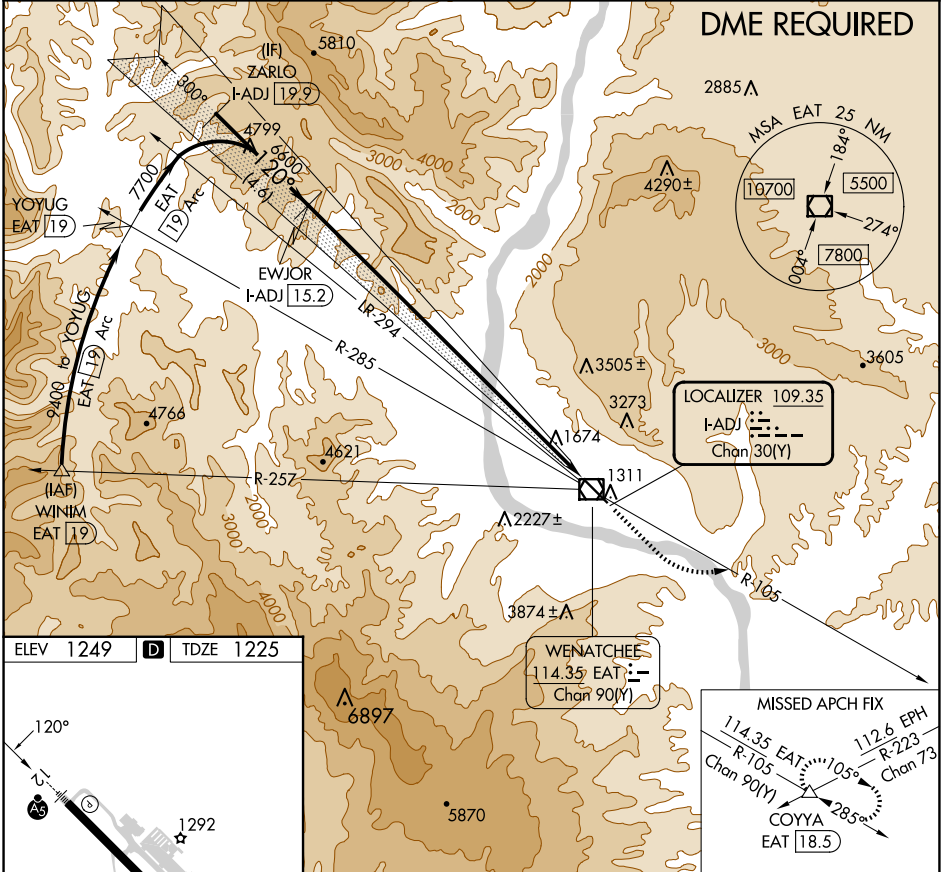 DME REQUIRED
5810
(IF)
ZARLO
I-ADJ 19.9
2885
300°
MSA EAT 25 NM
184°
10700
5500
274°
004°
7800
4799
6600
120°
(4.6)
3000
4000
2000
4290±
7700
EAT
19 Arc
YOYUG
EAT 19
2000
EWJOR
I-ADJ 15.2
LR-294
R-285
9400 to YOYUG
EAT 19 Arc
3000
3605
3505±
3273
LOCALIZER 109.35
I-ADJ
Chan 30(Y)
4766
4621
1674
R-257
1311
(IAF)
WINIM
EAT 19
2000
3000
4000
2227±
R-105
3874±
WENATCHEE
114.35 EAT
Chan 90(Y)
ELEV 1249 D TDZE 1225
120°
12
A5
P
1292
6897
5870
MISSED APCH FIX
114.35 EAT
R-105
Chan 90(Y)
112.6 EPH
R-223
Chan 73
105°
285°
COYYA
EAT 18.5